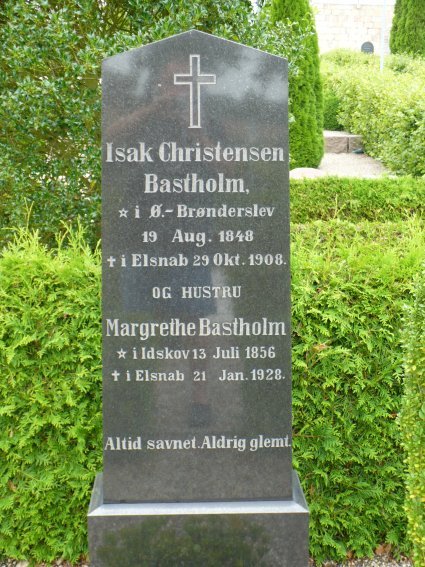 Isak Christensen
Bastholm,
☆ i Ø.-Brønderslev
19 Aug. 1848
✝ i Elsnab 29 Okt. 1908.
OG HUSTRU
Margrethe Bastholm
☆ i Idskov 13 Juli 1856
✝ i Elsnab 21 Jan. 1928.
Altid savnet. Aldrig glemt.